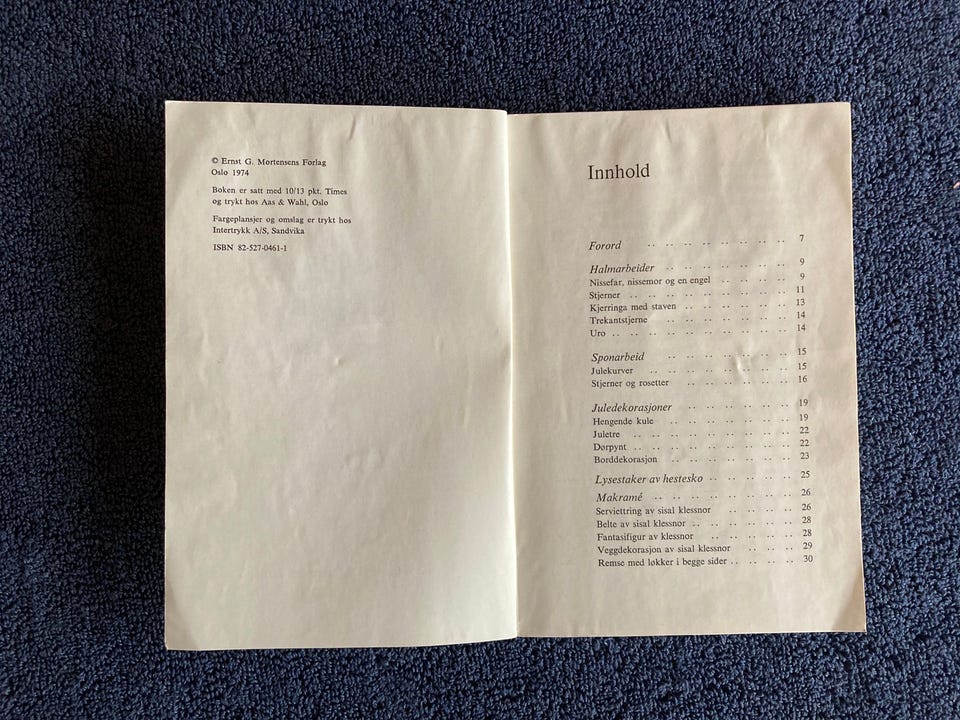 © Ernst G. Mortensens Forlag
Oslo 1974
Boken er satt med 10/13 pkt. Times
og trykt hos Aas & Wahl, Oslo
Fargeplansjer og omslag er trykt hos
Intertrykk A/S, Sandvika
ISBN 82-527-0461-1
Innhold
Forord .. .. .. .. .. .. .. .. 7
Halmarbeider .. .. .. .. .. .. .. 9
Nissefar, nissemor og en engel .. .. .. .. 9
Stjerner .. .. .. .. .. .. .. .. .. 11
Kjerringa med staven .. .. .. .. .. .. 13
Trekantstjerne .. .. .. .. .. .. .. .. 14
Uro .. .. .. .. .. .. .. .. .. .. 14
Sponarbeid .. .. .. .. .. .. .. 15
Julekurver .. .. .. .. .. .. .. .. 15
Stjerner og rosetter .. .. .. .. .. .. 16
Juledekorasjoner .. .. .. .. .. .. 19
Hengende kule .. .. .. .. .. .. .. 19
Juletre .. .. .. .. .. .. .. .. .. 22
Dørpynt .. .. .. .. .. .. .. .. .. 22
Borddekorasjon .. .. .. .. .. .. .. 23
Lysestaker av hestesko .. .. .. .. .. 25
Makramé .. .. .. .. .. .. .. .. 26
Serviettring av sisal klessnor .. .. .. .. 26
Belte av sisal klessnor .. .. .. .. .. .. 28
Fantasifigur av klessnor .. .. .. .. .. 28
Veggdekorasjon av sisal klessnor .. .. .. 29
Remse med løkker i begge sider .. .. .. .. 30